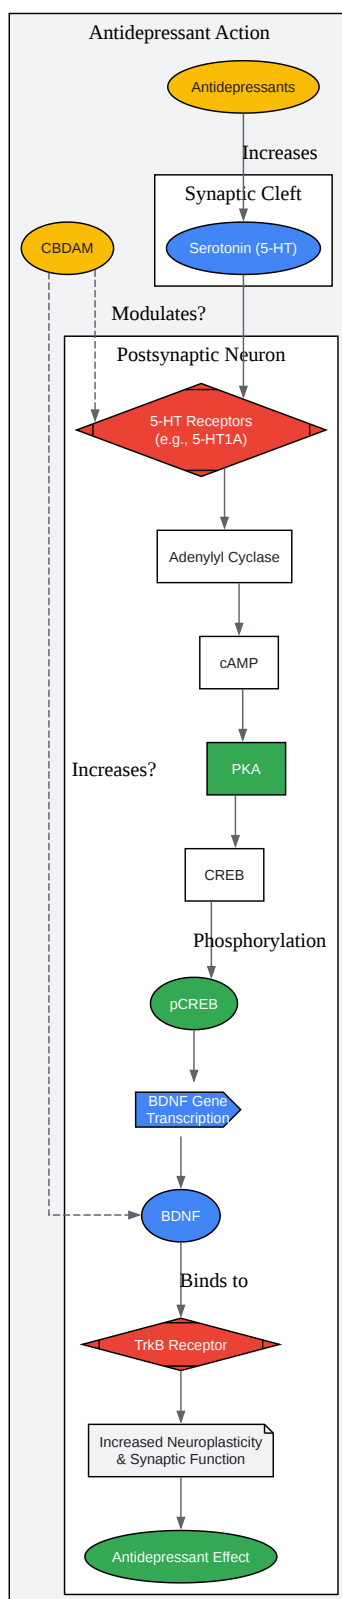 Antidepressant Action
Antidepressants
Increases
Synaptic Cleft
CBDAM
Serotonin (5-HT)
Modulates?
Postsynaptic Neuron
5-HT Receptors
(e.g., 5-HT1A)
Adenylyl Cyclase
cAMP
Increases?
PKA
CREB
Phosphorylation
pCREB
BDNF Gene
Transcription
BDNF
Binds to
TrkB Receptor
Increased Neuroplasticity
& Synaptic Function
Antidepressant Effect